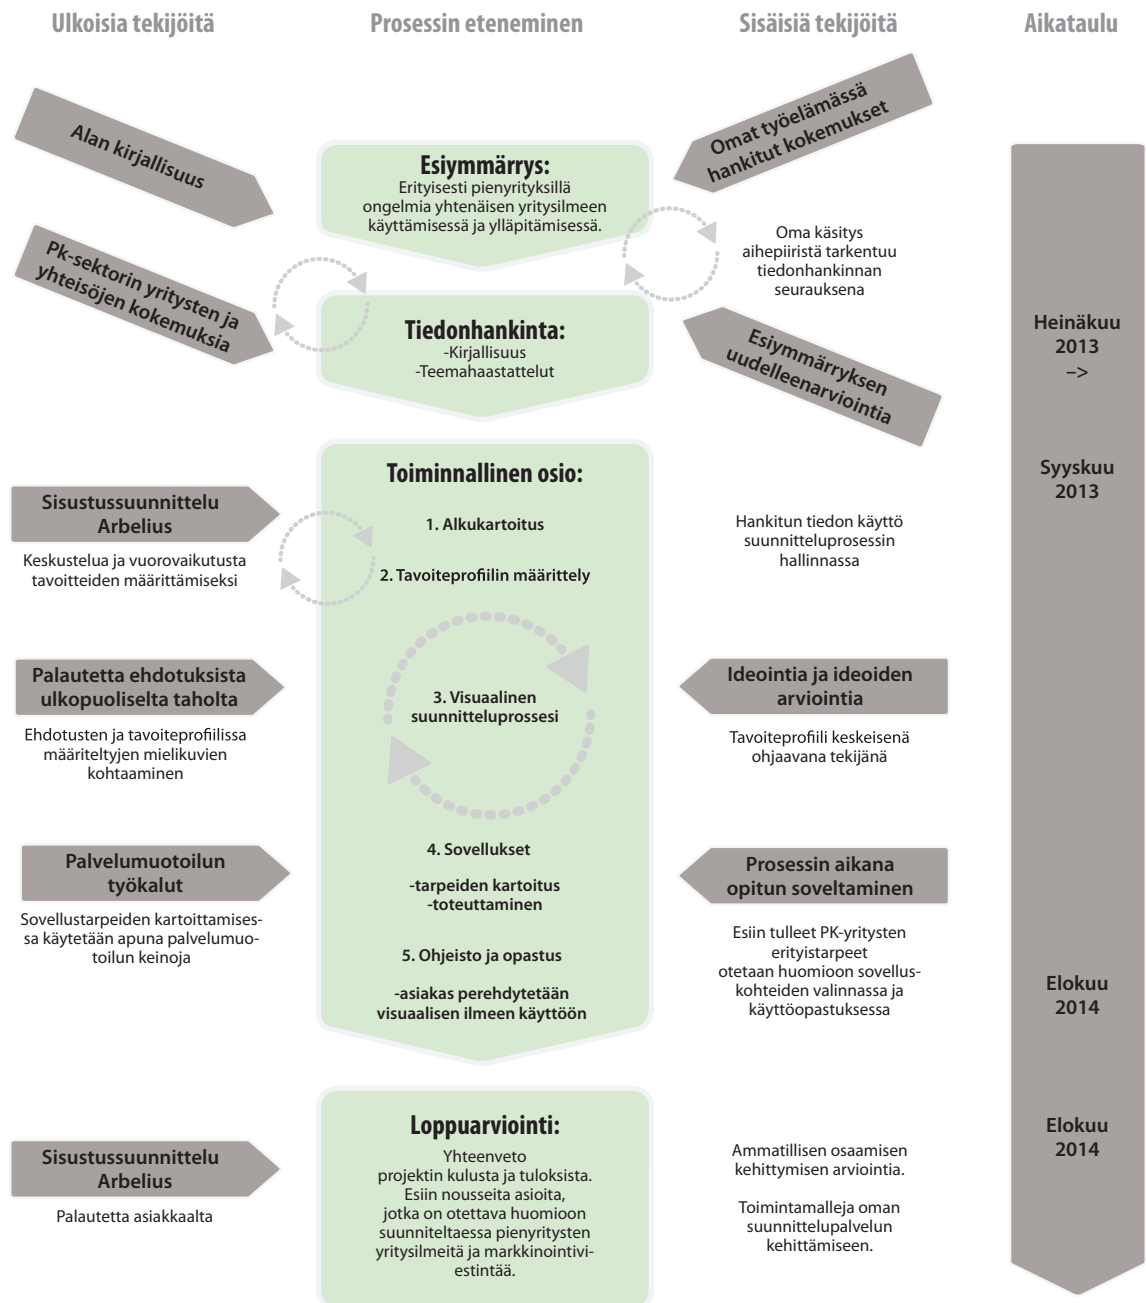 Ulkoisia tekijöitä
Prosessin eteneminen
Sisäisiä tekijöitä
Aikataulu
Alan kirjallisuus
Pk-sektorin yritysten ja
yhteisöjen kokemuksia
Esiymmärrys:
Erityisesti pienyrityksillä
ongelmia yhtenäisen yritysilmeen
käyttämisessä ja ylläpitämisessä.
Omat työelämässä
hankitut kokemukset
Oma käsitys
aihepiiristä tarkentuu
tiedonhankinnan
seurauksena
Tiedonhankinta:
-Kirjallisuus
-Teemahaastattelut
Esiymmärryksen
uudelleenarviointia
Heinäkuu
2013
–>
Sisustussuunnittelu
Arbelius
Keskustelua ja vuorovaikutusta
tavoitteiden määrittämiseksi
Toiminnallinen osio:
1. Alkukartoitus
2. Tavoiteprofiilin määrittely
Hankitun tiedon käyttö
suunnitteluprosessin
hallinnassa
Syyskuu
2013
Palautetta ehdotuksista
ulkopuoliselta taholta
Ehdotusten ja tavoiteprofiilissa
määriteltyjen mielikuvien
kohtaaminen
3. Visuaalinen
suunnitteluprossesi
Ideointia ja ideoiden
arviointia
Tavoiteprofiili keskeisenä
ohjaavana tekijänä
Palvelumuotoilun
työkalut
Sovellustarpeiden kartoittamises-
sa käytetään apuna palvelumuo-
toilun keinoja
4. Sovellukset
-tarpeiden kartoitus
-toteuttaminen
5. Ohjeisto ja opastus
-asiakas perehdytetään
visuaalisen ilmeen käyttöön
Prosessin aikana
opitun soveltaminen
Esiin tulleet PK-yritysten
erityistarpeet
otetaan huomioon sovellus-
kohteiden valinnassa ja
käyttöopastuksessa
Elokuu
2014
Sisustussuunnittelu
Arbelius
Palautetta asiakkaalta
Loppuarviointi:
Yhteenveto
projektin kulusta ja tuloksista.
Esiin nousseita asioita,
jotka on otettava huomioon
suunniteltaessa pienyritysten
yritysilmeitä ja markkinointivi-
estintää.
Ammatillisen osaamisen
kehittymisen arviointia.
Toimintamalleja oman
suunnittelupalvelun
kehittämiseen.
Elokuu
2014